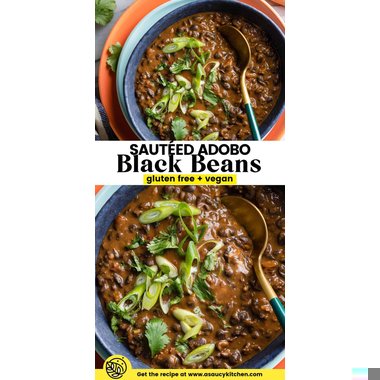 SAUTÉED ADOBO
Black Beans
gluten free + vegan
Get the recipe at www.asaucykitchen.com